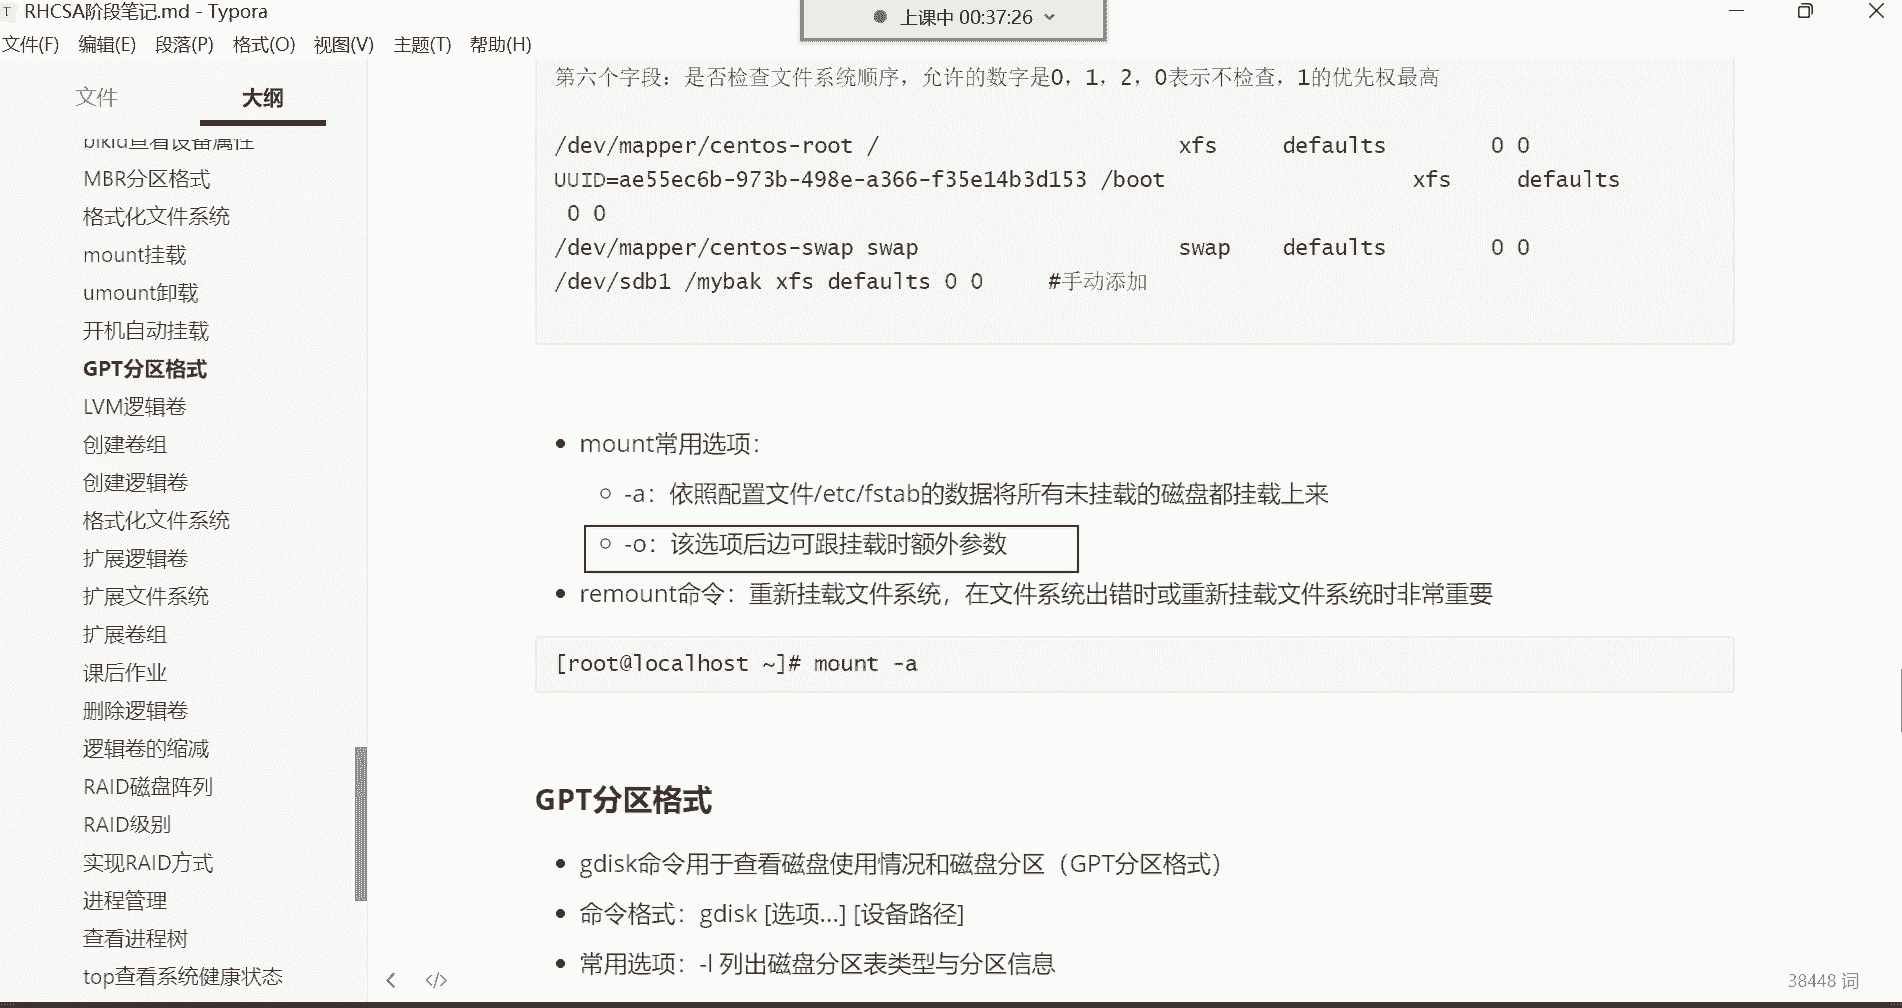 RHCSA阶段笔记.md - Typora
上课中 00:37:26
文件(F) 编辑(E) 段落(P) 格式(O) 视图(V) 主题(T) 帮助(H)
文件 大纲
blkid查看设备属性
MBR分区格式
格式化文件系统
mount挂载
umount卸载
开机自动挂载
GPT分区格式
LVM逻辑卷
创建卷组
创建逻辑卷
格式化文件系统
扩展逻辑卷
扩展文件系统
扩展卷组
课后作业
删除逻辑卷
逻辑卷的缩减
RAID磁盘阵列
RAID级别
实现RAID方式
进程管理
查看进程树
top查看系统健康状态
第六个字段：是否检查文件系统顺序，允许的数字是0，1，2，0表示不检查，1的优先权最高
/dev/mapper/centos-root / xfs defaults 0 0
UUID=ae55ec6b-973b-498e-a366-f35e14b3d153 /boot xfs defaults
0 0
/dev/mapper/centos-swap swap swap defaults 0 0
/dev/sdb1 /mybak xfs defaults 0 0 #手动添加
mount常用选项：
-a：依照配置文件/etc/fstab的数据将所有未挂载的磁盘都挂载上来
-o：该选项后边可跟挂载时额外参数
remount命令：重新挂载文件系统，在文件系统出错时或重新挂载文件系统时非常重要
[root@localhost ~]# mount -a
GPT分区格式
gdisk命令用于查看磁盘使用情况和磁盘分区（GPT分区格式）
命令格式：gdisk [选项...] [设备路径]
常用选项：-l 列出磁盘分区表类型与分区信息
38448 词